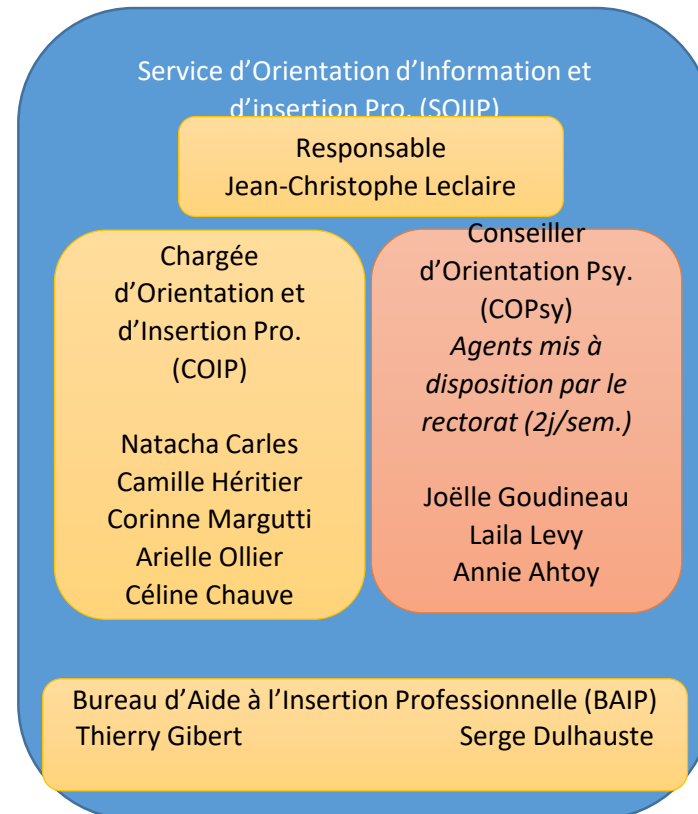 Service d’Orientation d’Information et
d’insertion Pro. (SOIIP)
Responsable
Jean-Christophe Leclaire
Chargée
d’Orientation et
d’Insertion Pro.
(COIP)
Natacha Carles
Camille Héritier
Corinne Margutti
Arielle Ollier
Céline Chauve
Conseiller
d’Orientation Psy.
(COPsy)
Agents mis à
disposition par le
rectorat (2j/sem.)
Joëlle Goudineau
Laila Levy
Annie Ahtoy
Bureau d’Aide à l’Insertion Professionnelle (BAIP)
Thierry Gibert Serge Dulhauste